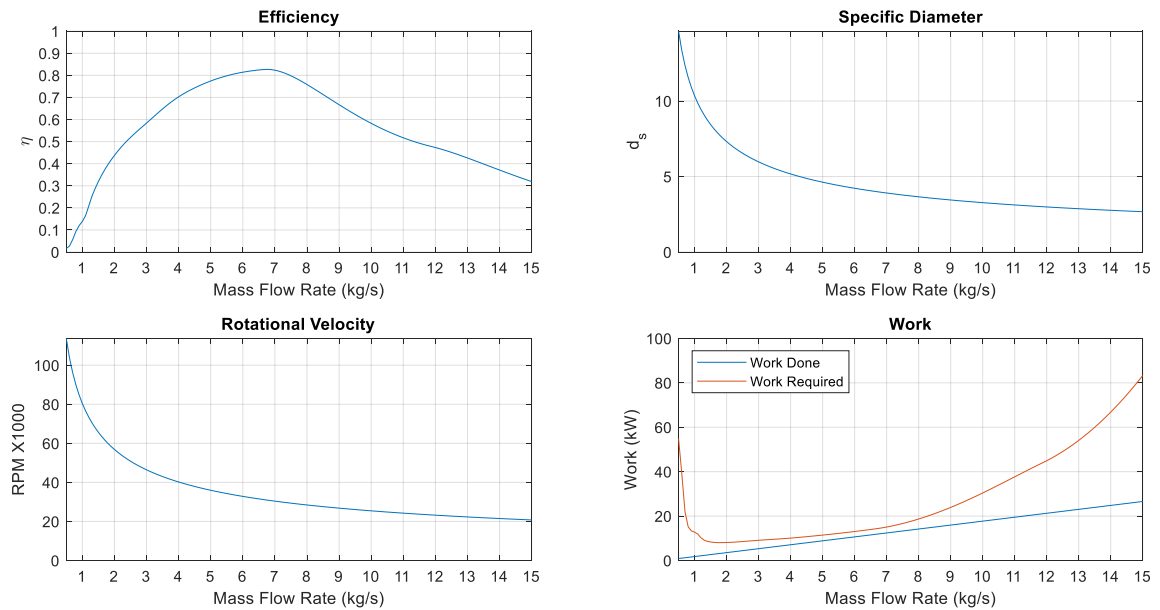 Efficiency
1
0.9
0.8
0.7
0.6
0.5
0.4
0.3
0.2
0.1
0
η
1 2 3 4 5 6 7 8 9 10 11 12 13 14 15
Mass Flow Rate (kg/s)
Specific Diameter
10
5
0
d_s
1 2 3 4 5 6 7 8 9 10 11 12 13 14 15
Mass Flow Rate (kg/s)
Rotational Velocity
100
80
60
40
20
0
RPM X1000
1 2 3 4 5 6 7 8 9 10 11 12 13 14 15
Mass Flow Rate (kg/s)
Work
100
80
60
40
20
0
Work (kW)
Work Done
Work Required
1 2 3 4 5 6 7 8 9 10 11 12 13 14 15
Mass Flow Rate (kg/s)